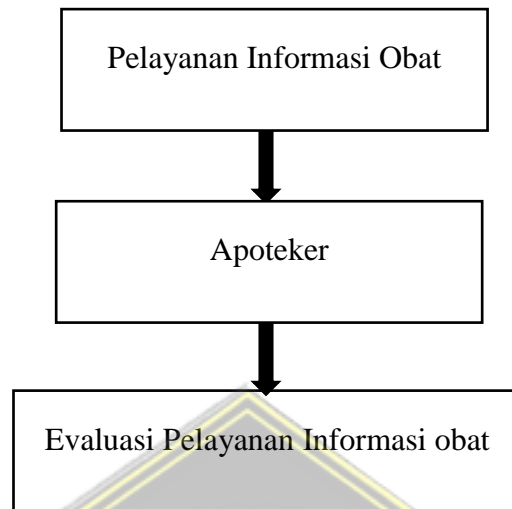 Pelayanan Informasi Obat
Apoteker
Evaluasi Pelayanan Informasi obat